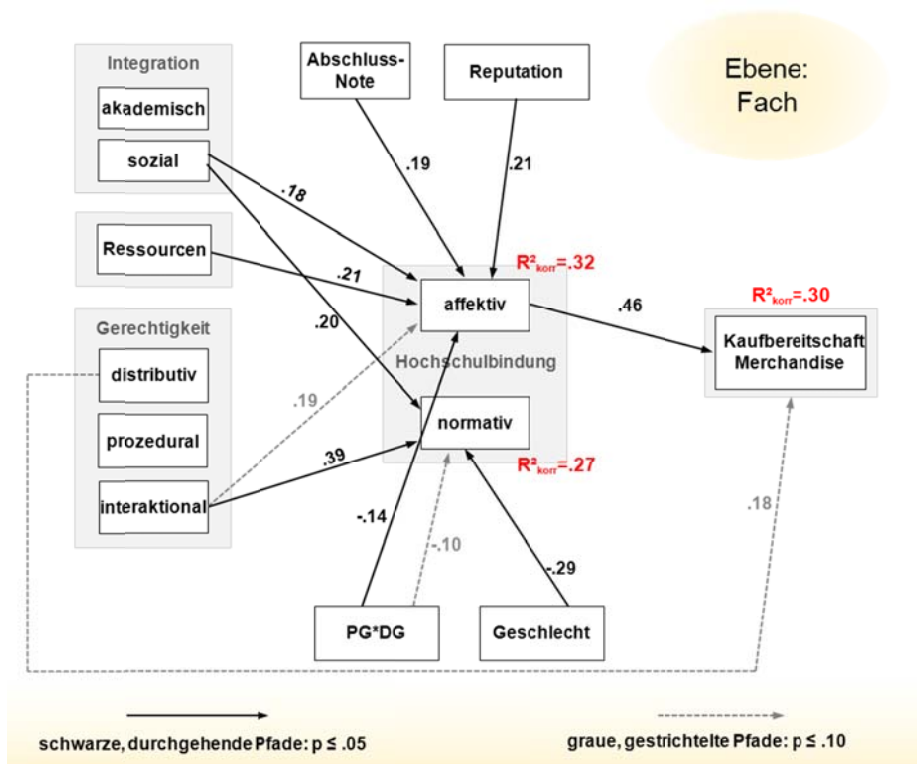 Integration
akademisch
sozial
Ressourcen
Gerechtigkeit
distributiv
prozedural
interaktional
Abschluss-
Note
Reputation
Ebene:
Fach
.18
.19
.21
.21
.20
.19
.39
-.14
-.10
-.29
R²korr=.32
affektiv
Hochschulbindung
normativ
R²korr=.27
.46
R²korr=.30
Kaufbereitschaft
Merchandise
.18
PG*DG
Geschlecht
schwarze, durchgehende Pfade: p ≤ .05
graue, gestrichtelte Pfade: p ≤ .10